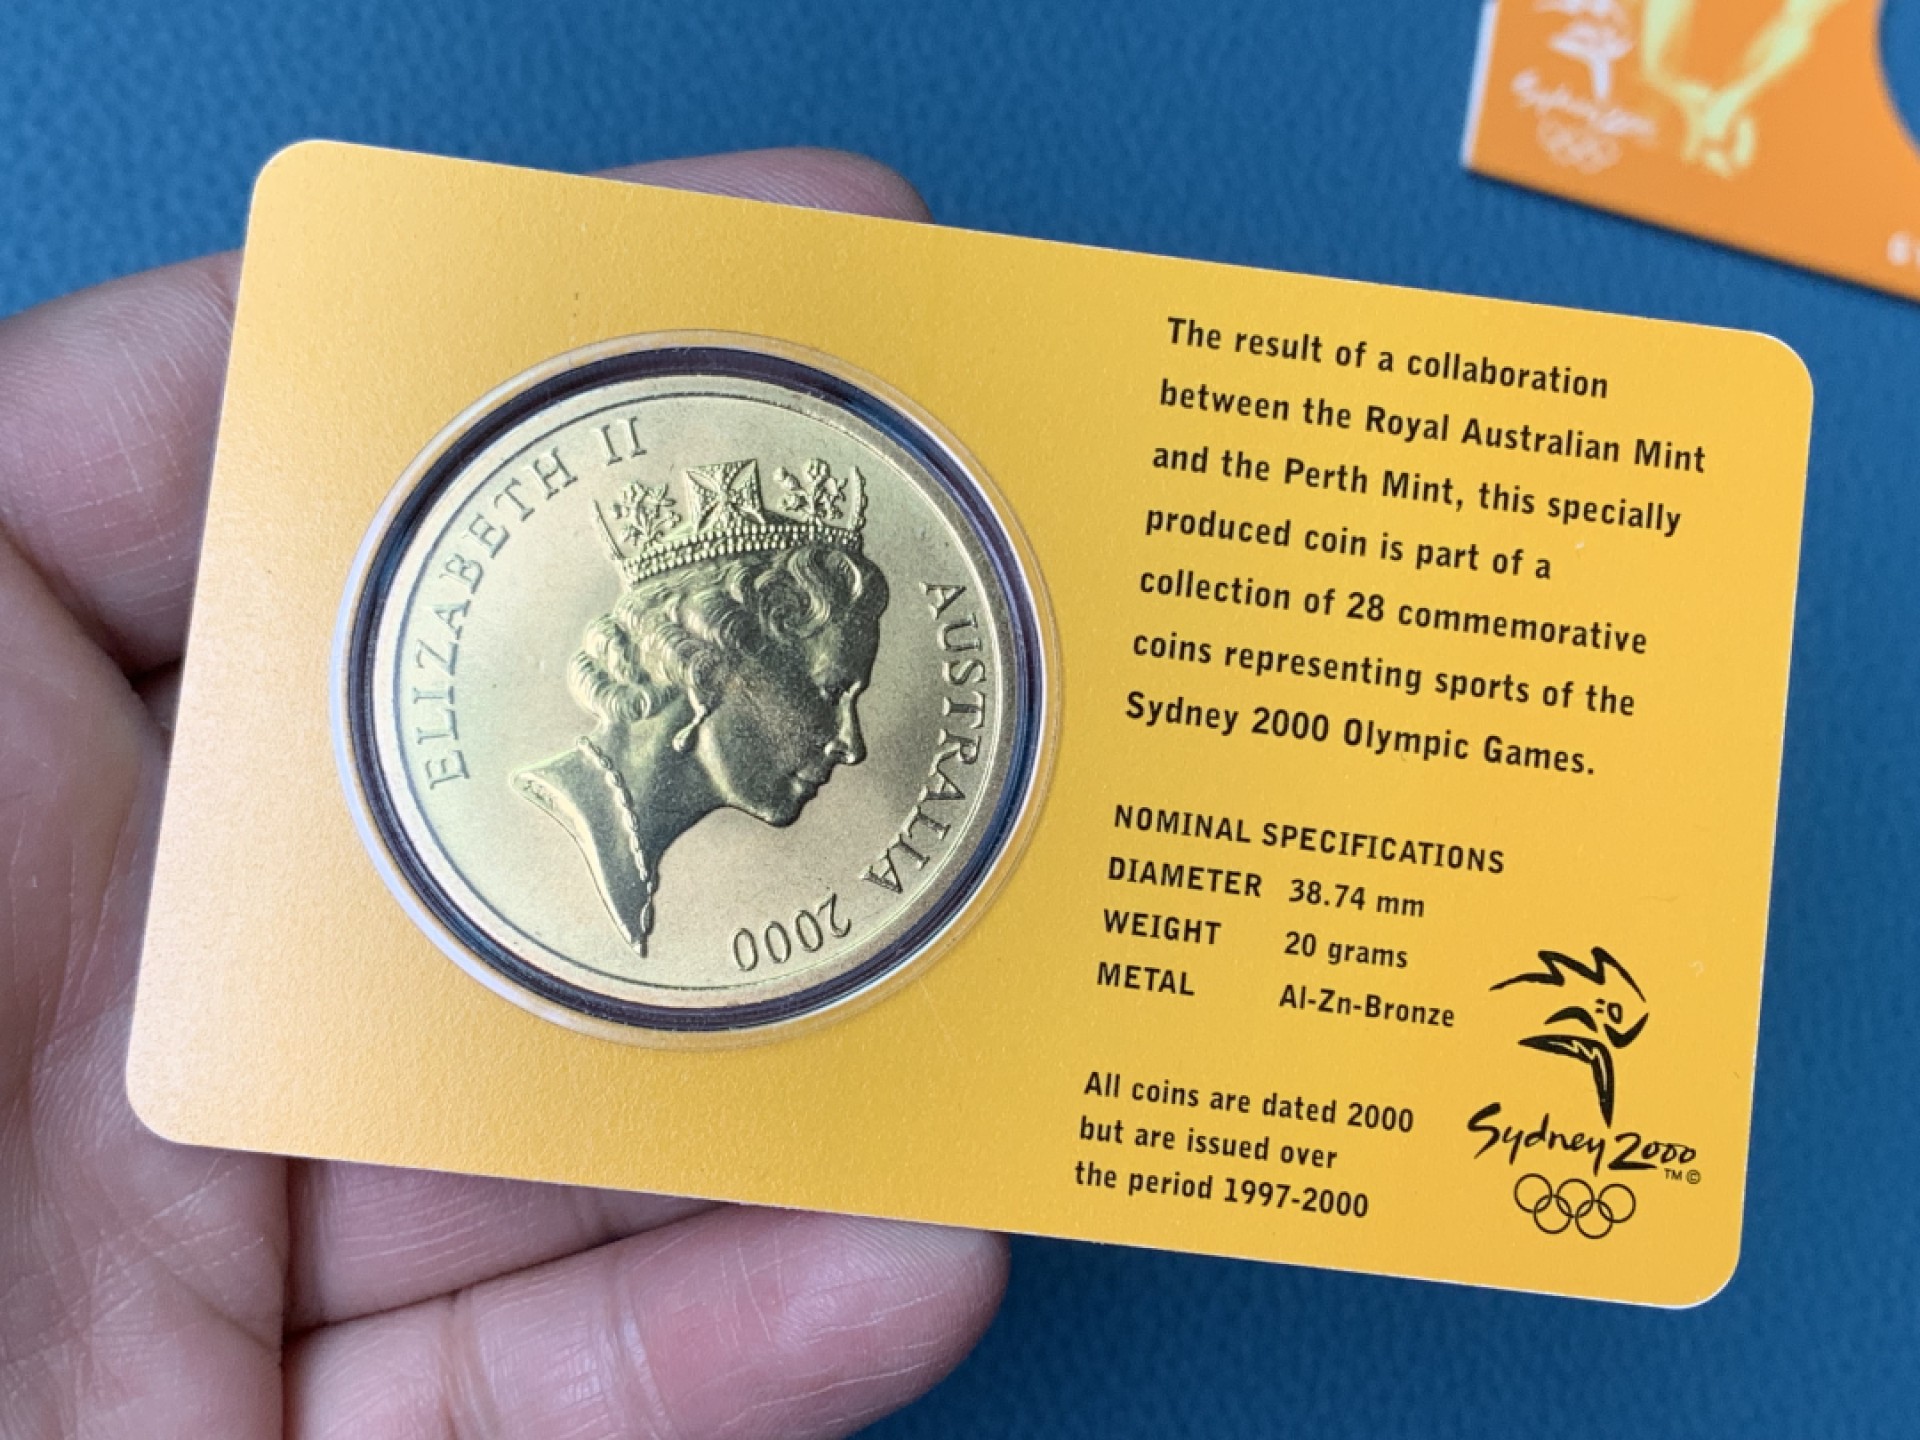 Sydney 2000
ELIZABETH II
AUSTRALIA 2000
The result of a collaboration
between the Royal Australian Mint
and the Perth Mint, this specially
produced coin is part of a
collection of 28 commemorative
coins representing sports of the
Sydney 2000 Olympic Games.
NOMINAL SPECIFICATIONS
DIAMETER 38.74 mm
WEIGHT 20 grams
METAL Al-Zn-Bronze
All coins are dated 2000
but are issued over
the period 1997-2000
Sydney 2000
TM ©